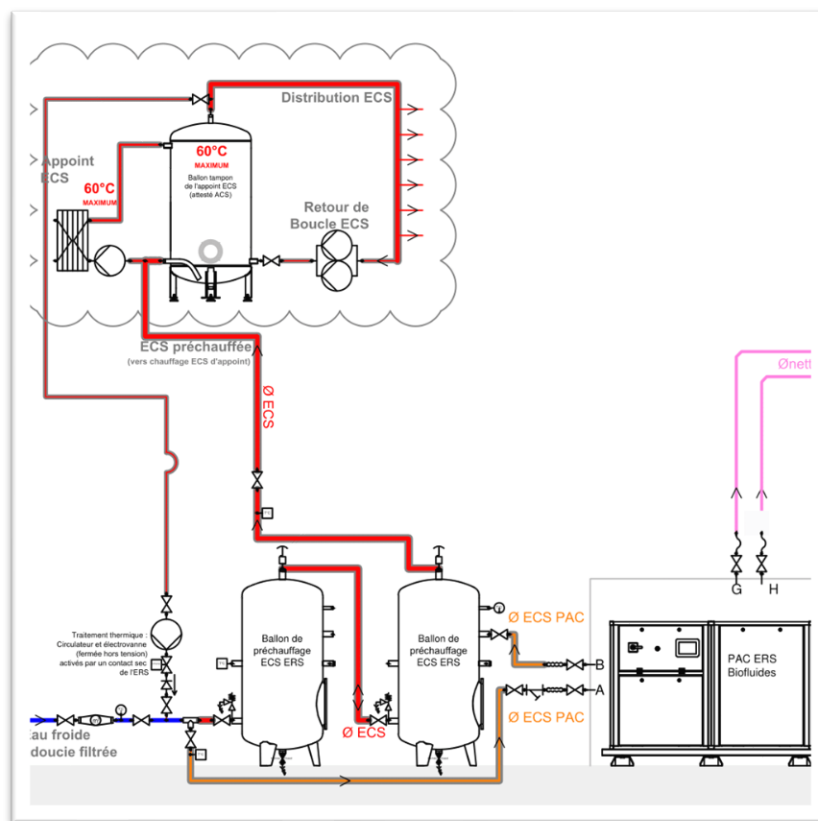 Distribution ECS
60°C
MAXIMUM
Ballon tampon
de l'appoint ECS
(attesté ACS)
Appoint
ECS
60°C
MAXIMUM
Retour de
Boucle ECS
ECS préchauffée
(vers chauffage ECS d'appoint)
Ø ECS
Ønett
G
H
Traitement thermique :
Circulateur et électrovanne
(fermée hors tension)
activés par un contact sec
de l'ERS
Ballon de
préchauffage
ECS ERS
Ballon de
préchauffage
ECS ERS
Ø ECS PAC
B
A
PAC ERS
Biofluides
Ø ECS PAC
Ø ECS
au froide
doucie filtrée